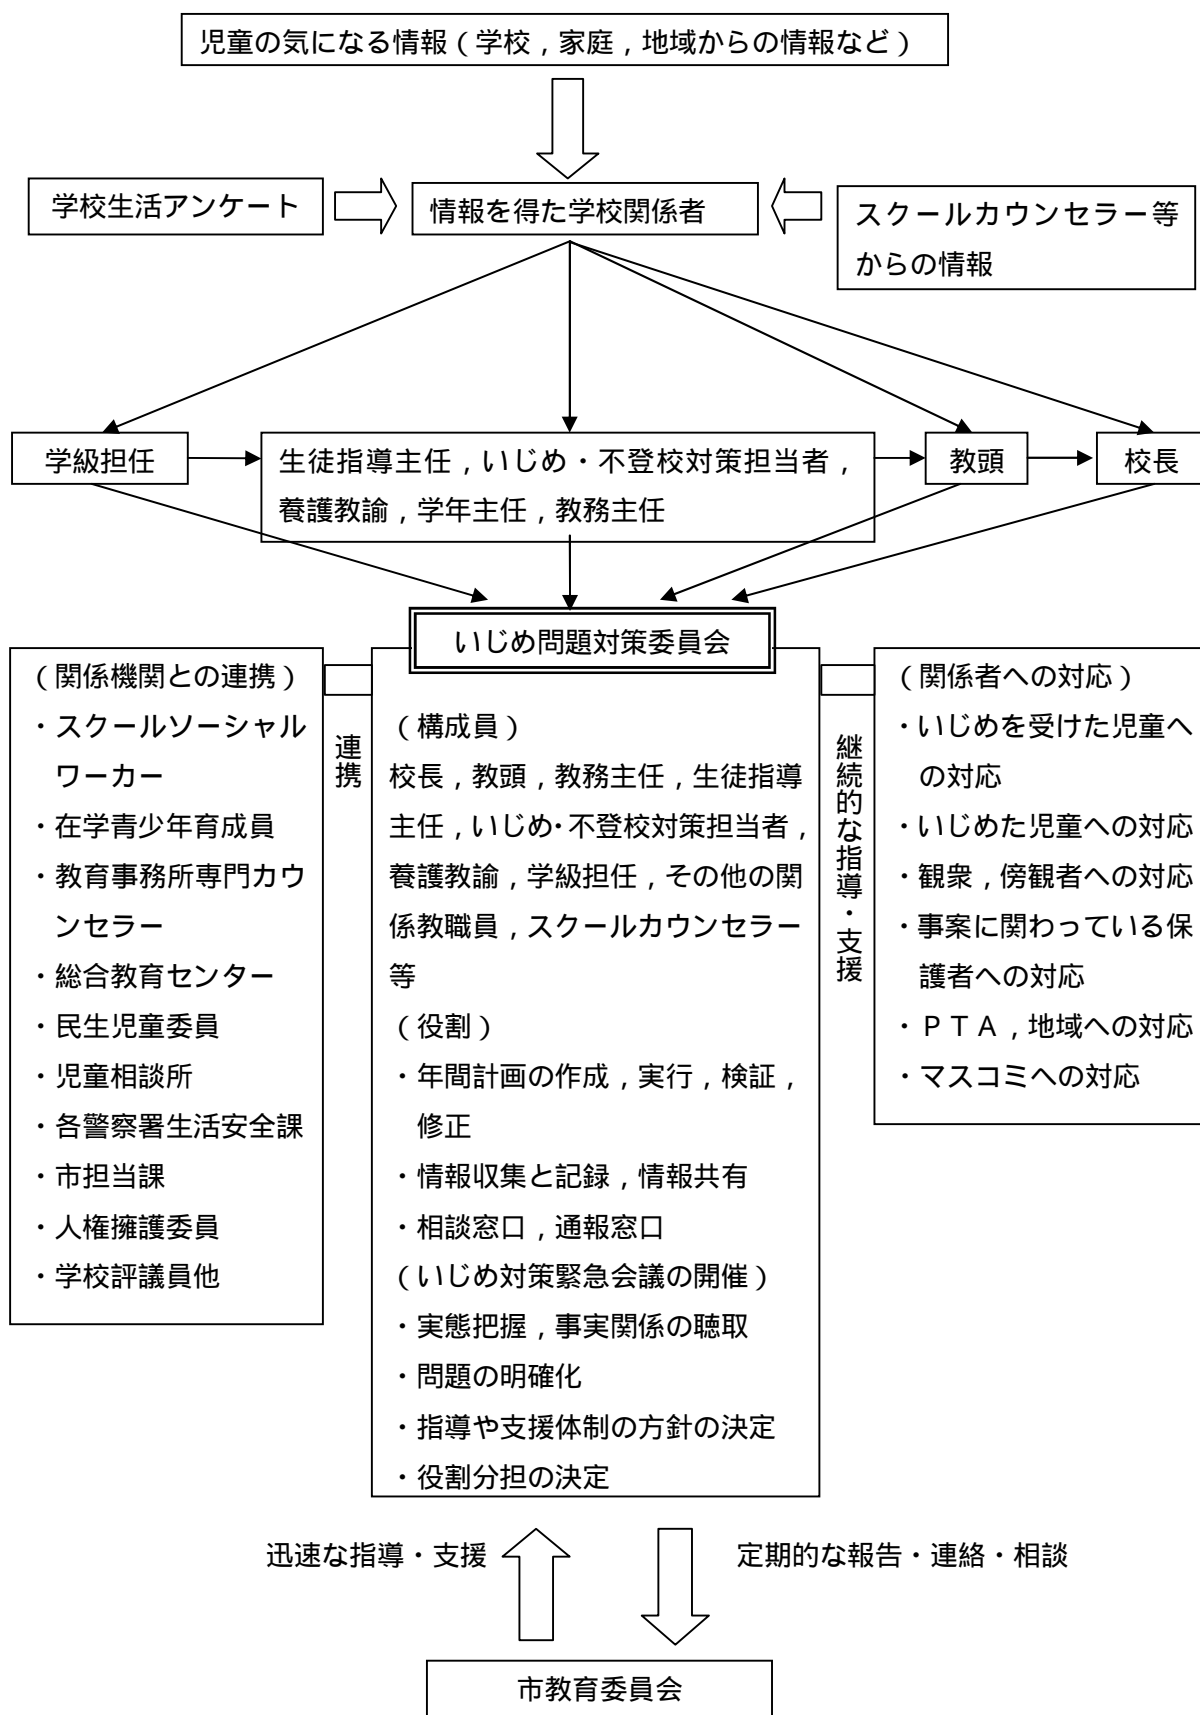 児童の気になる情報（学校，家庭，地域からの情報など）
学校生活アンケート
情報を得た学校関係者
スクールカウンセラー等
からの情報
学級担任
生徒指導主任，いじめ・不登校対策担当者，
養護教諭，学年主任，教務主任
教頭
校長
いじめ問題対策委員会
（関係機関との連携）
・スクールソーシャル
ワーカー
・在学青少年育成員
・教育事務所専門カウ
ンセラー
・総合教育センター
・民生児童委員
・児童相談所
・各警察署生活安全課
・市担当課
・人権擁護委員
・学校評議員他
連携
（構成員）
校長，教頭，教務主任，生徒指導
主任，いじめ・不登校対策担当者，
養護教諭，学級担任，その他の関
係教職員，スクールカウンセラー
等
（役割）
・年間計画の作成，実行，検証，
修正
・情報収集と記録，情報共有
・相談窓口，通報窓口
（いじめ対策緊急会議の開催）
・実態把握，事実関係の聴取
・問題の明確化
・指導や支援体制の方針の決定
・役割分担の決定
継続的な指導・支援
（関係者への対応）
・いじめを受けた児童へ
の対応
・いじめた児童への対応
・観衆，傍観者への対応
・事案に関わっている保
護者への対応
・ＰＴＡ，地域への対応
・マスコミへの対応
迅速な指導・支援
定期的な報告・連絡・相談
市教育委員会